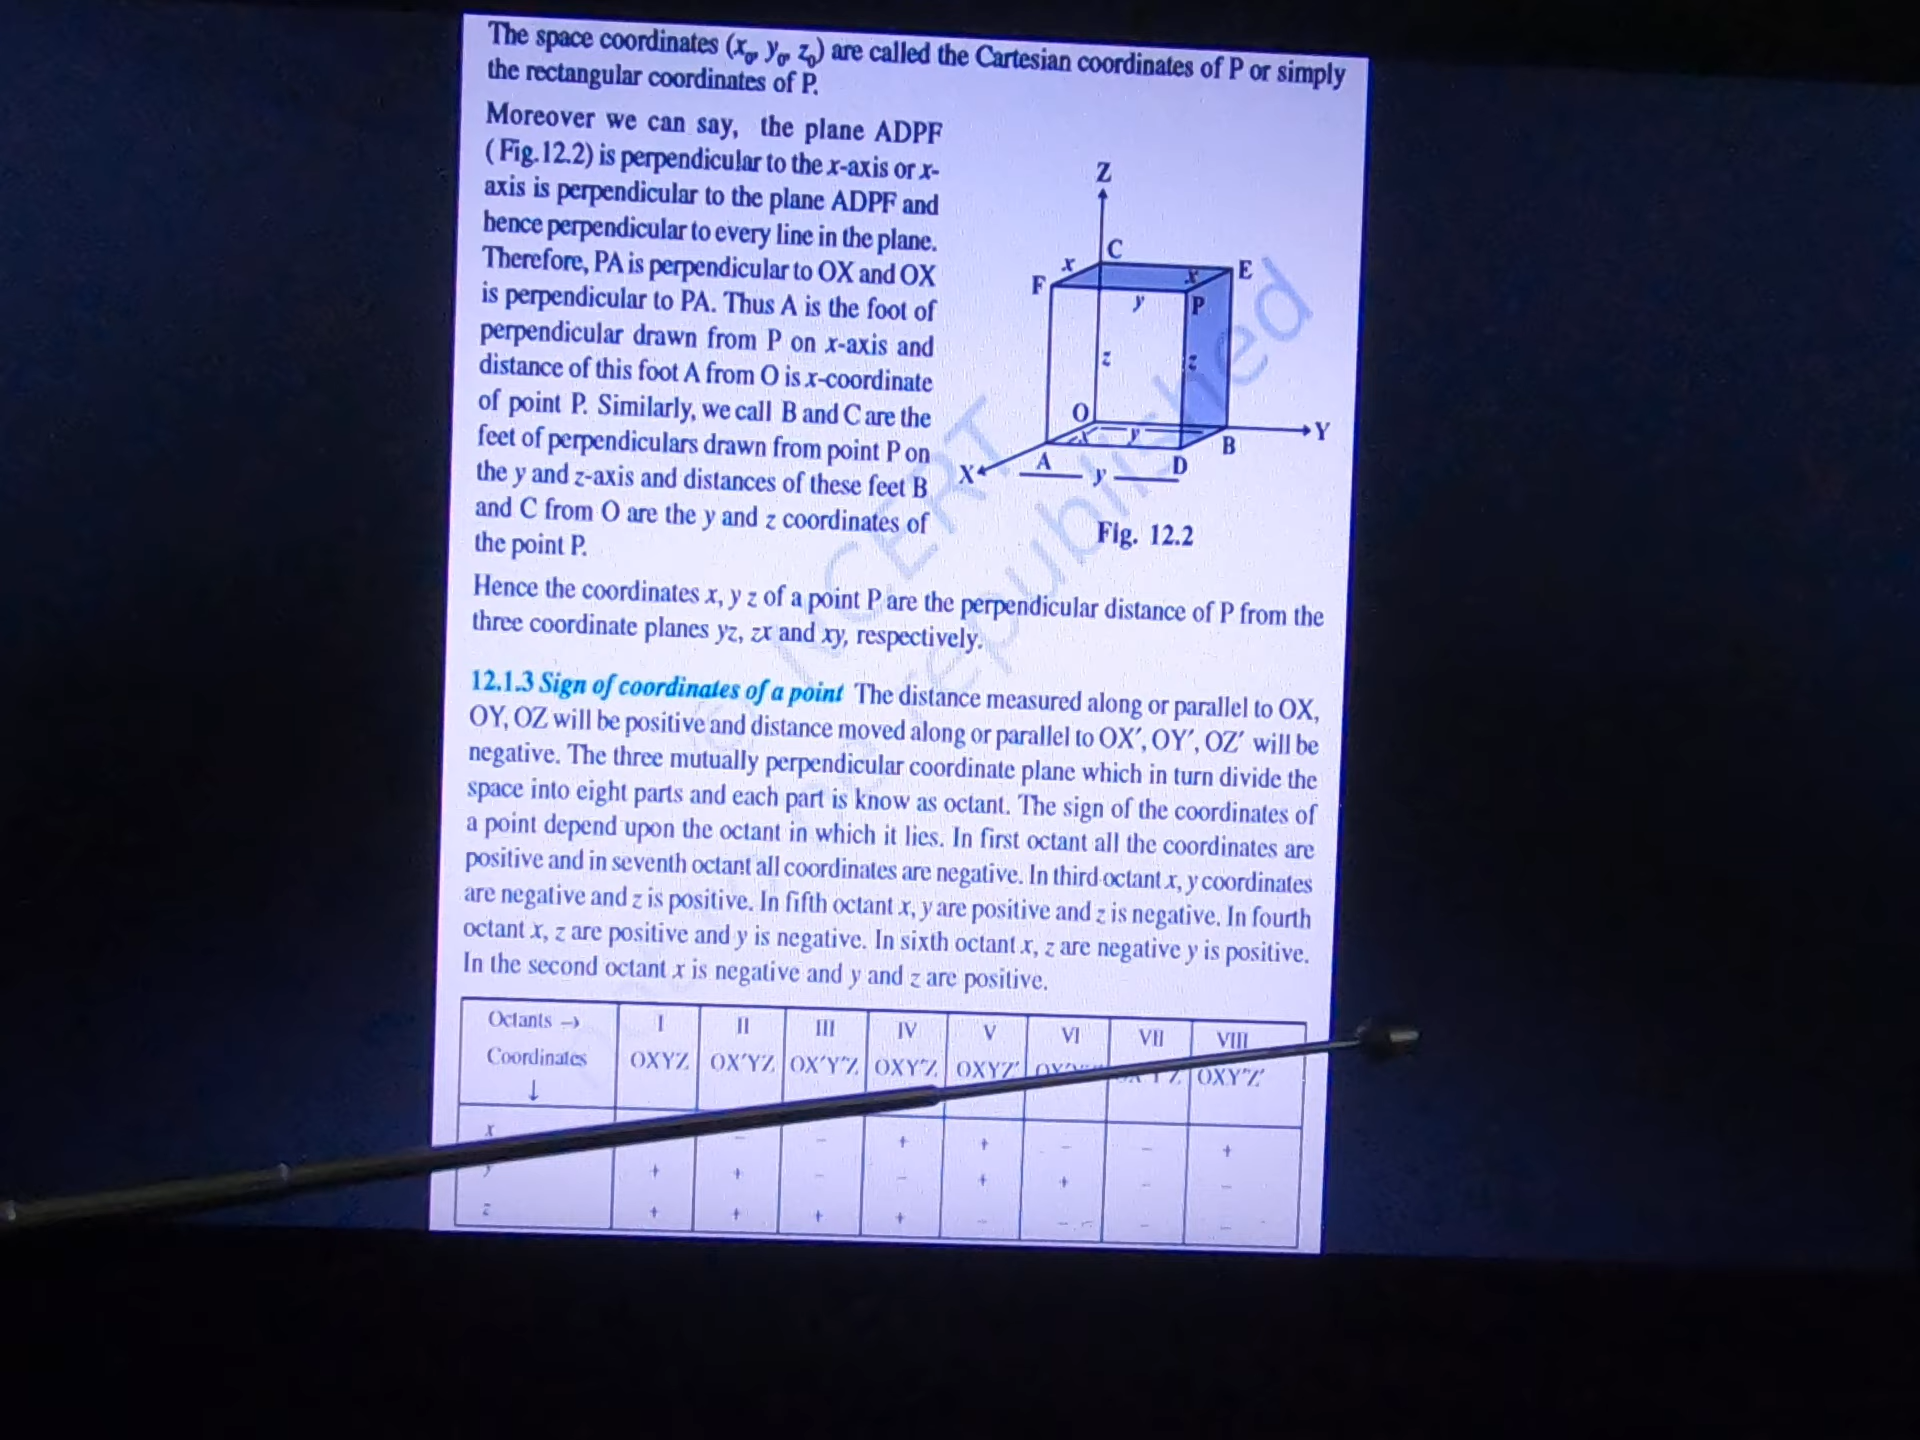 The space coordinates (x₀, y₀, z₀) are called the Cartesian coordinates of P or simply
the rectangular coordinates of P.
Moreover we can say, the plane ADPF
(Fig.12.2) is perpendicular to the x-axis or x-
axis is perpendicular to the plane ADPF and
hence perpendicular to every line in the plane.
Therefore, PA is perpendicular to OX and OX
is perpendicular to PA. Thus A is the foot of
perpendicular drawn from P on x-axis and
distance of this foot A from O is x-coordinate
of point P. Similarly, we call B and C are the
feet of perpendiculars drawn from point P on
the y and z-axis and distances of these feet B
and C from O are the y and z coordinates of
the point P.
Z
C
x
E
F
x
y
P
z
z
O
x
y
Y
B
X
A
D
y
Fig. 12.2
Hence the coordinates x, y z of a point P are the perpendicular distance of P from the
three coordinate planes yz, zx and xy, respectively.
12.1.3 Sign of coordinates of a point The distance measured along or parallel to OX,
OY, OZ will be positive and distance moved along or parallel to OX′, OY′, OZ′ will be
negative. The three mutually perpendicular coordinate plane which in turn divide the
space into eight parts and each part is know as octant. The sign of the coordinates of
a point depend upon the octant in which it lies. In first octant all the coordinates are
positive and in seventh octant all coordinates are negative. In third octant x, y coordinates
are negative and z is positive. In fifth octant x, y are positive and z is negative. In fourth
octant x, z are positive and y is negative. In sixth octant x, z are negative y is positive.
In the second octant x is negative and y and z are positive.
Octants → I II III IV V VI VII VIII
Coordinates OXYZ OX′YZ OX′Y′Z OXY′Z OXYZ′ OXY′Z′
↓
x – – + + – – +
y + + – – + + – –
z + + + + – – – –
NCERT
republished